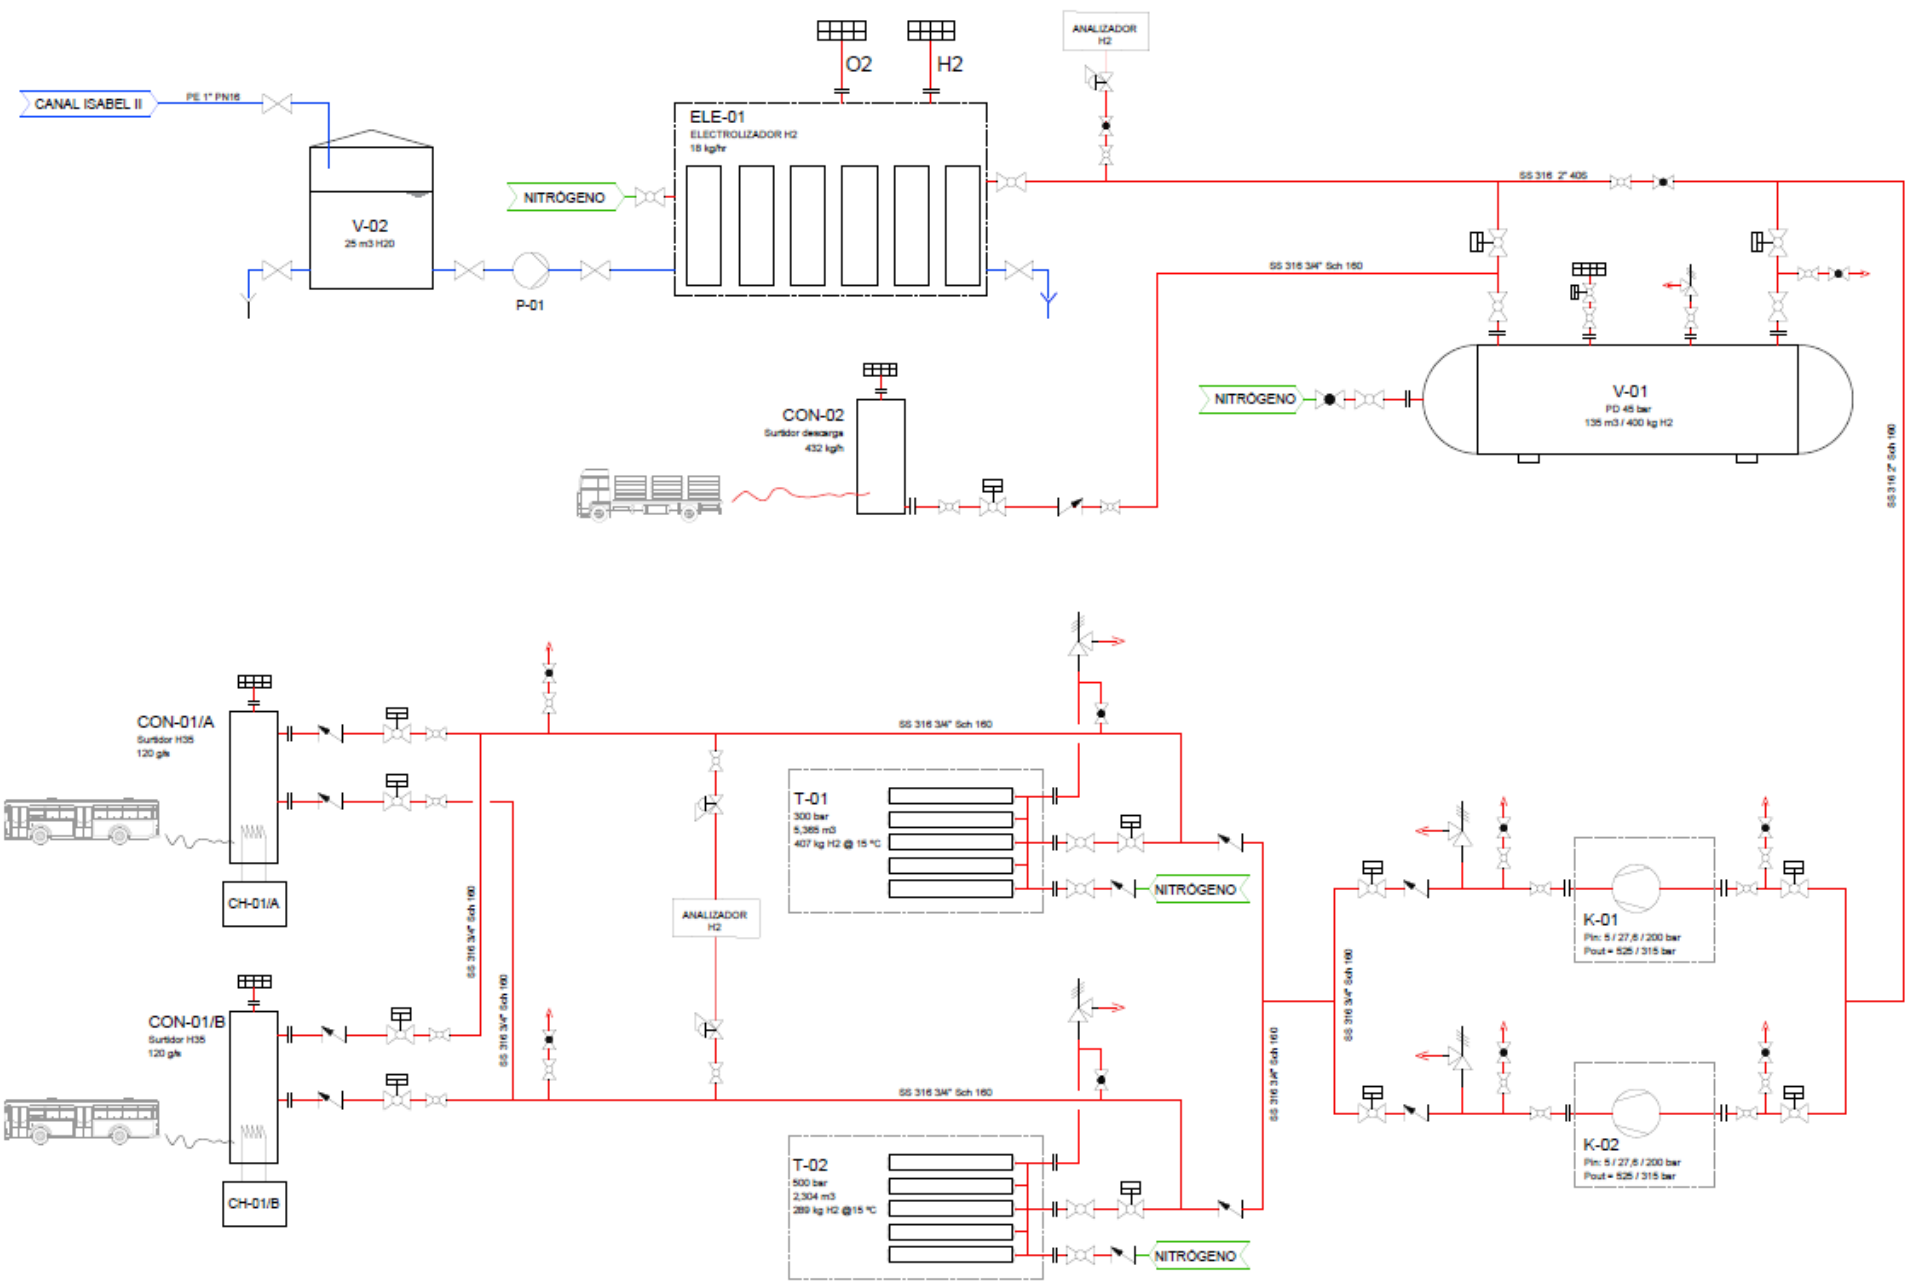 CANAL ISABEL II
PE 1" PN16
V-02
25 m3 H20
P-01
NITRÓGENO
O2
H2
ELE-01
ELECTROLIZADOR H2
18 kg/hr
ANALIZADOR
H2
SS 316 2" 40S
SS 316 3/4" Sch 160
NITRÓGENO
V-01
PD 45 bar
135 m3 / 400 kg H2
SS 316 2" Sch 160
CON-02
Surtidor descarga
432 kg/h
CON-01/A
Surtidor H35
120 g/s
CH-01/A
SS 316 3/4" Sch 160
T-01
300 bar
5,365 m3
407 kg H2 @ 15 ºC
NITRÓGENO
ANALIZADOR
H2
SS 316 3/4" Sch 160
SS 316 3/4" Sch 160
K-01
Pin: 5 / 27,6 / 200 bar
Pout = 525 / 315 bar
SS 316 3/4" Sch 160
SS 316 3/4" Sch 160
CON-01/B
Surtidor H35
120 g/s
CH-01/B
SS 316 3/4" Sch 160
T-02
500 bar
2,304 m3
289 kg H2 @15 ºC
NITRÓGENO
K-02
Pin: 5 / 27,6 / 200 bar
Pout = 525 / 315 bar